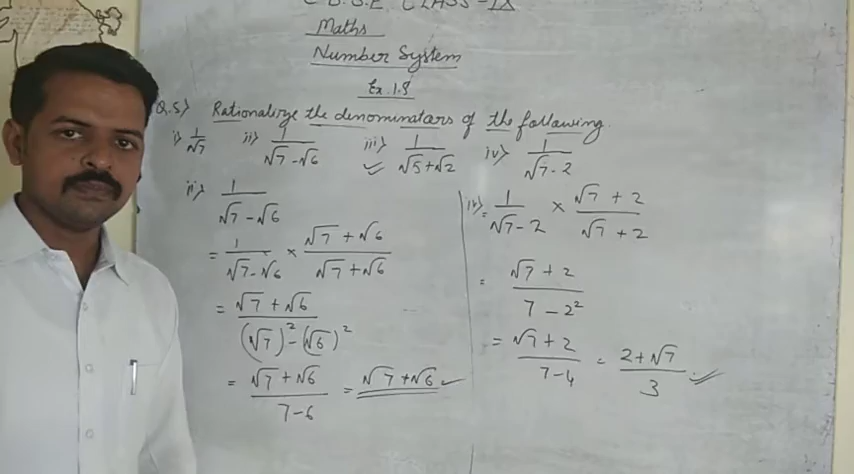 C.B.S.E. CLASS-IX
Maths
Number System
Ex. 1.8
Q.5> Rationalize the denominators of the following.
i> 1/√7 ii> 1/(√7-√6) iii> 1/(√5+√2) iv> 1/(√7-2)
ii> 1/(√7-√6)
= 1/(√7-√6) × (√7+√6)/(√7+√6)
= (√7+√6)/((√7)²-(√6)²)
= (√7+√6)/(7-6) = √7+√6
iv> = 1/(√7-2) × (√7+2)/(√7+2)
= (√7+2)/(7-2²)
= (√7+2)/(7-4) = (2+√7)/3